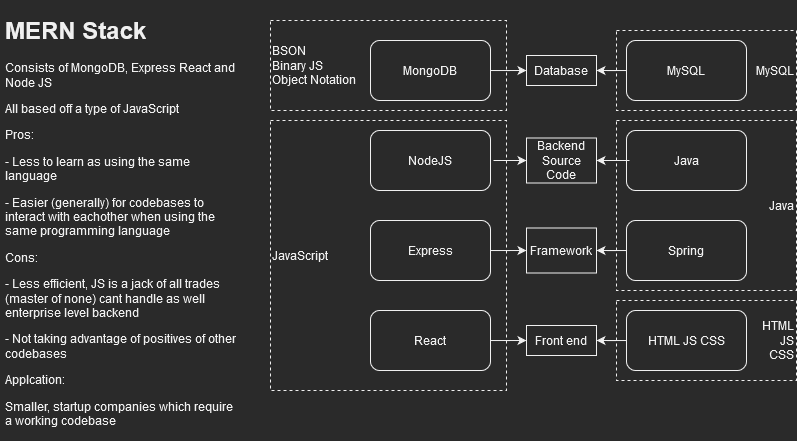 MERN Stack
Consists of MongoDB, Express React and
Node JS
All based off a type of JavaScript
Pros:
- Less to learn as using the same
language
- Easier (generally) for codebases to
interact with eachother when using the
same programming language
Cons:
- Less efficient, JS is a jack of all trades
(master of none) cant handle as well
enterprise level backend
- Not taking advantage of positives of other
codebases
Applcation:
Smaller, startup companies which require
a working codebase
BSON
Binary JS
Object Notation
MongoDB
Database
MySQL
MySQL
JavaScript
NodeJS
Backend
Source
Code
Java
Java
Express
Framework
Spring
React
Front end
HTML JS CSS
HTML
JS
CSS